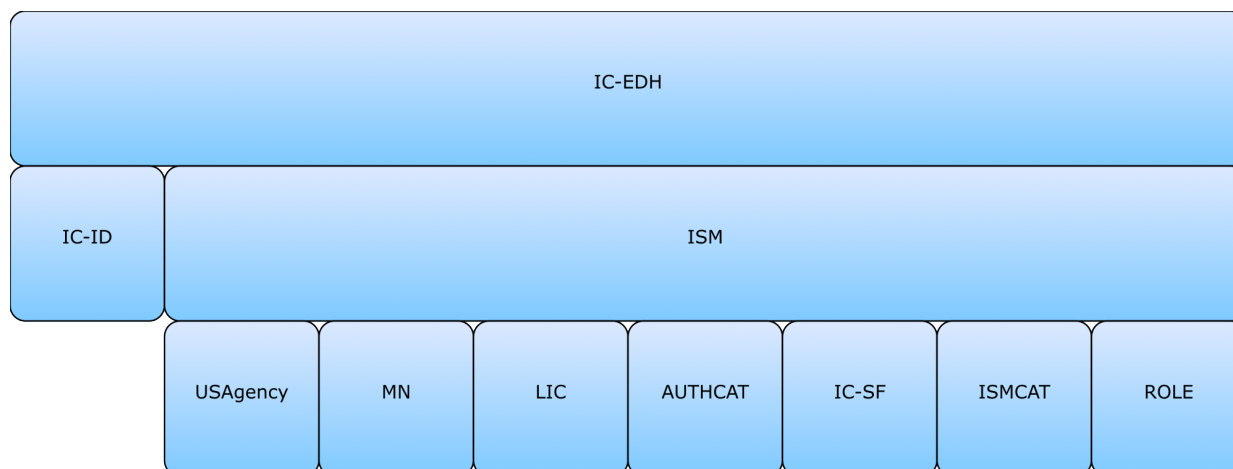 IC-EDH
IC-ID
ISM
USAgency
MN
LIC
AUTHCAT
IC-SF
ISMCAT
ROLE